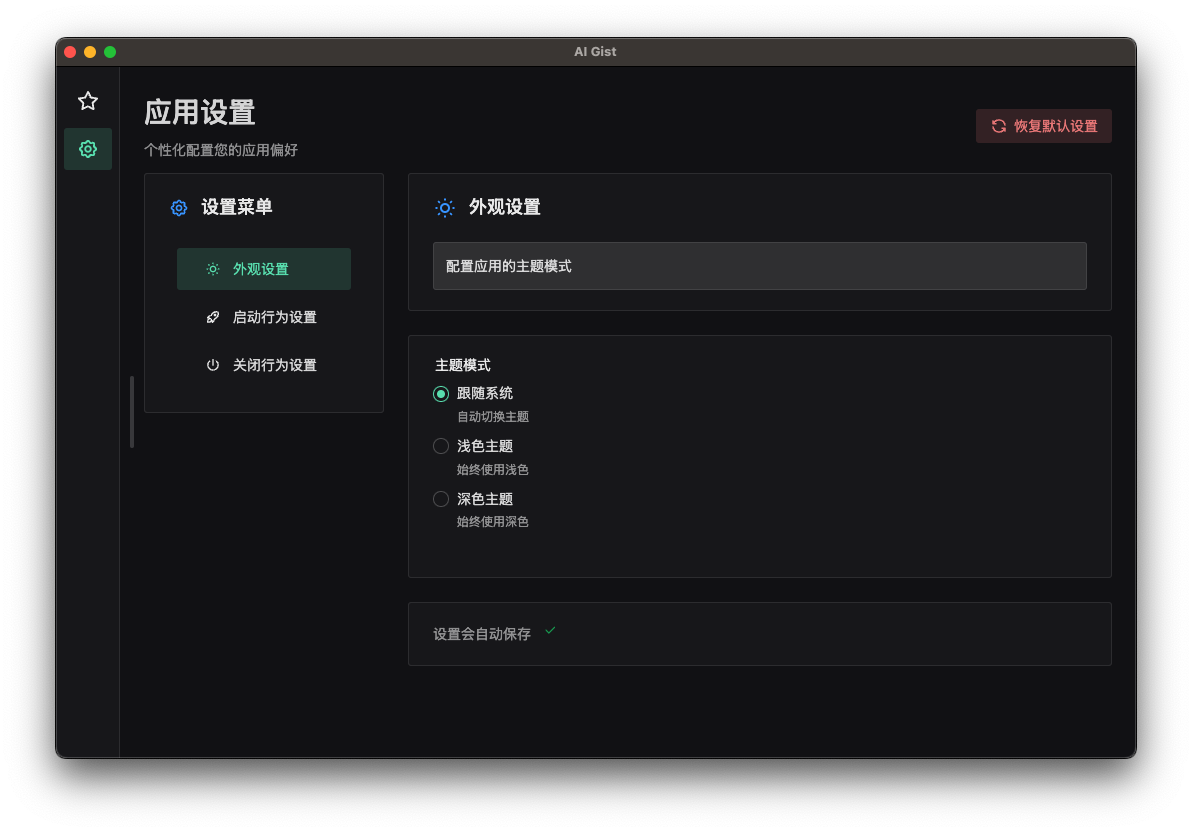 AI Gist
应用设置
个性化配置您的应用偏好
恢复默认设置
设置菜单
外观设置
启动行为设置
关闭行为设置
外观设置
配置应用的主题模式
主题模式
跟随系统
自动切换主题
浅色主题
始终使用浅色
深色主题
始终使用深色
设置会自动保存